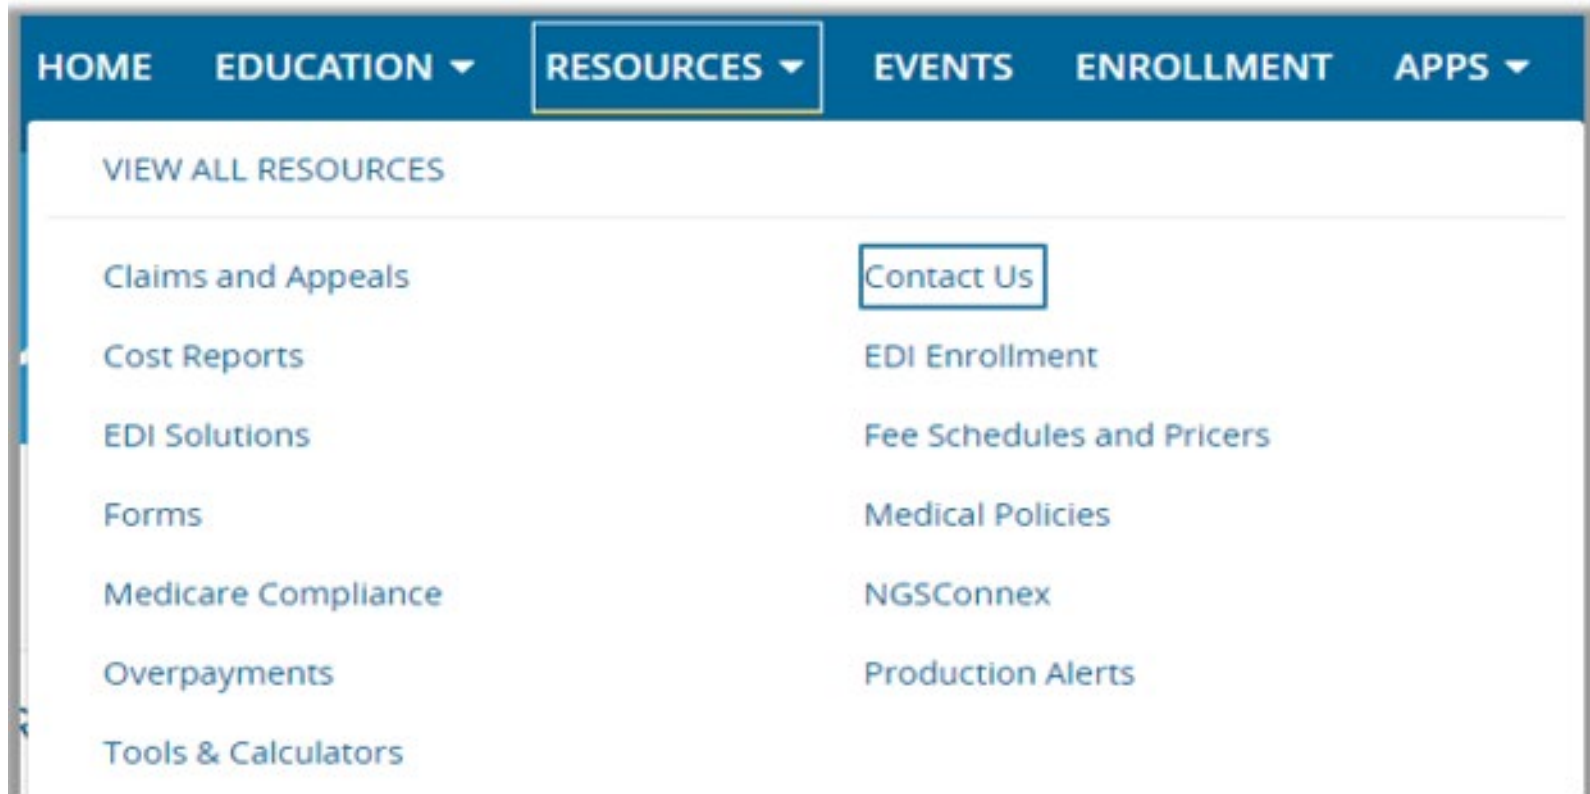 HOME EDUCATION RESOURCES EVENTS ENROLLMENT APPS
VIEW ALL RESOURCES
Claims and Appeals
Cost Reports
EDI Solutions
Forms
Medicare Compliance
Overpayments
Tools & Calculators
Contact Us
EDI Enrollment
Fee Schedules and Pricers
Medical Policies
NGSConnex
Production Alerts